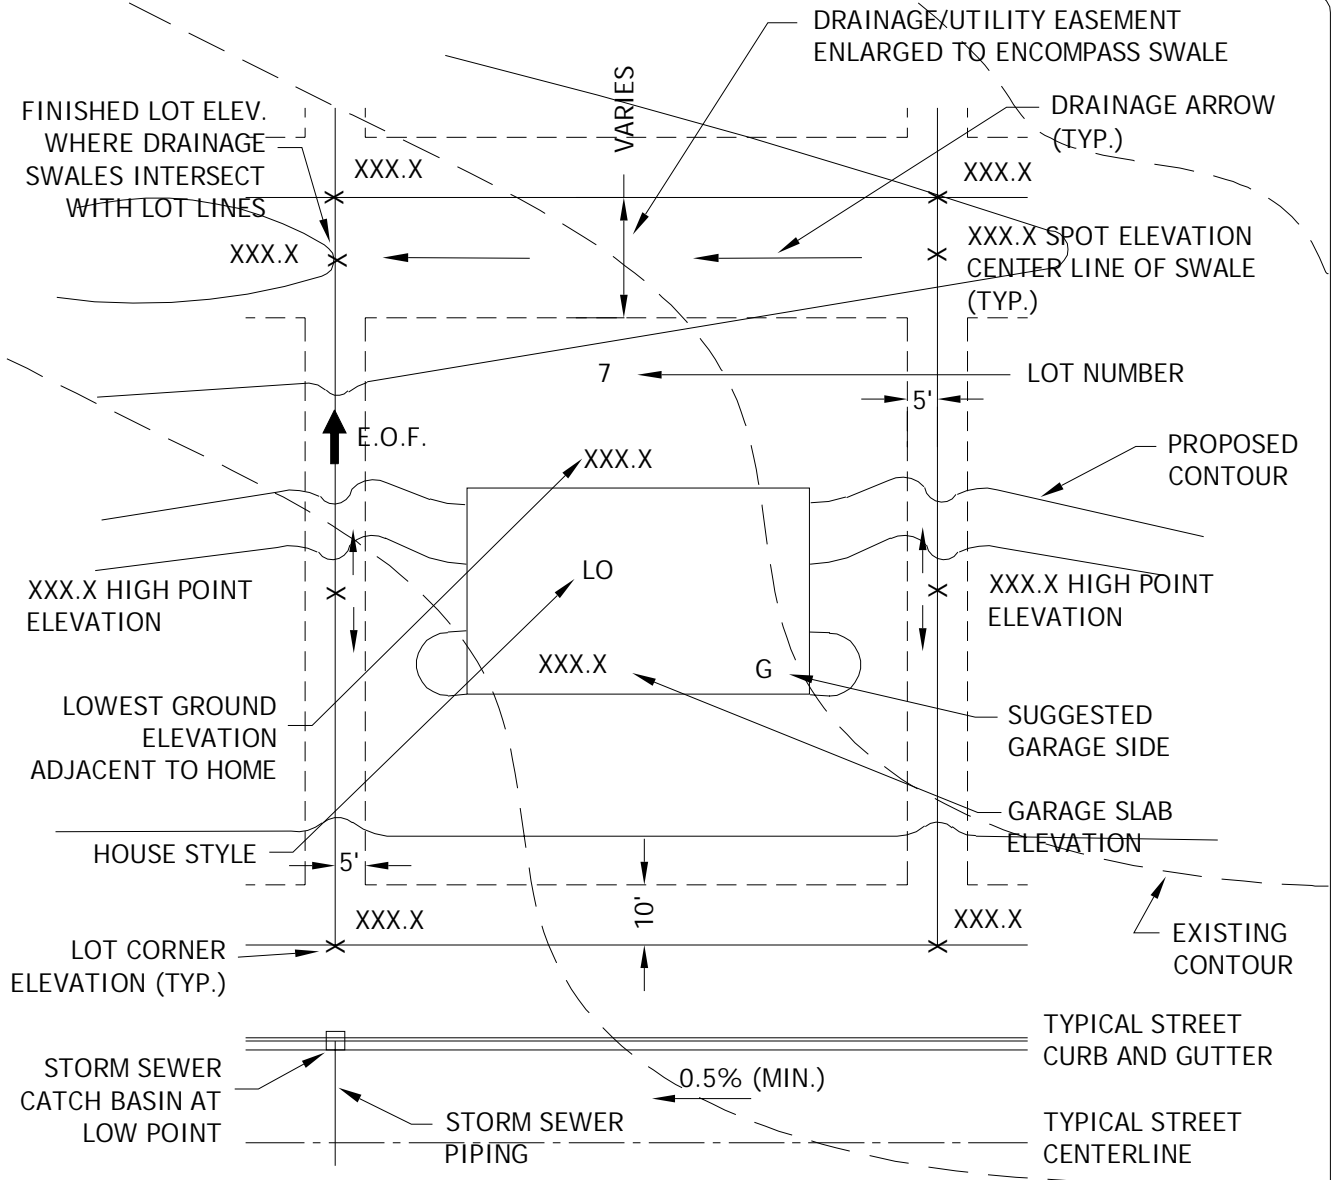 DRAINAGE/UTILITY EASEMENT
ENLARGED TO ENCOMPASS SWALE
VARIES
FINISHED LOT ELEV.
WHERE DRAINAGE
SWALES INTERSECT
WITH LOT LINES
DRAINAGE ARROW
(TYP.)
XXX.X
XXX.X
XXX.X
XXX.X SPOT ELEVATION
CENTER LINE OF SWALE
(TYP.)
7
LOT NUMBER
5'
E.O.F.
XXX.X
PROPOSED
CONTOUR
XXX.X HIGH POINT
ELEVATION
LO
XXX.X HIGH POINT
ELEVATION
XXX.X
G
LOWEST GROUND
ELEVATION
ADJACENT TO HOME
SUGGESTED
GARAGE SIDE
GARAGE SLAB
ELEVATION
HOUSE STYLE
5'
10'
XXX.X
XXX.X
LOT CORNER
ELEVATION (TYP.)
EXISTING
CONTOUR
TYPICAL STREET
CURB AND GUTTER
STORM SEWER
CATCH BASIN AT
LOW POINT
0.5% (MIN.)
STORM SEWER
PIPING
TYPICAL STREET
CENTERLINE